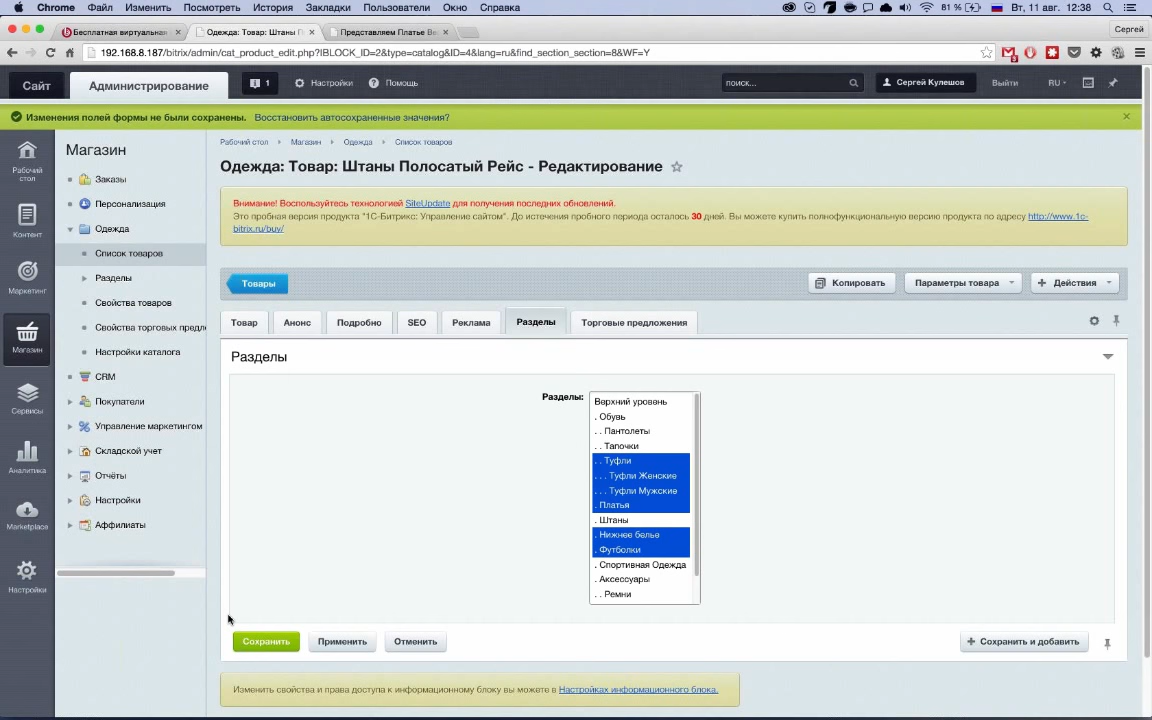 Chrome Файл Изменить Посмотреть История Закладки Пользователи Окно Справка 81 % Вт, 11 авг. 12:38
Бесплатная виртуальная Одежда: Товар: Штаны П Представляем Платье Ве Сергей
192.168.8.187/bitrix/admin/cat_product_edit.php?IBLOCK_ID=2&type=catalog&ID=4&lang=ru&find_section_section=8&WF=Y
Сайт Администрирование 1 Настройки Помощь поиск... Сергей Кулешов Выйти RU
Изменения полей формы не были сохранены. Восстановить автосохраненные значения?
Рабочий стол
Контент
Маркетинг
Магазин
Сервисы
Аналитика
Marketplace
Настройки
Магазин
Заказы
Персонализация
Одежда
Список товаров
Разделы
Свойства товаров
Свойства торговых предл
Настройки каталога
CRM
Покупатели
Управление маркетингом
Складской учет
Отчёты
Настройки
Аффилиаты
Рабочий стол Магазин Одежда Список товаров
Одежда: Товар: Штаны Полосатый Рейс - Редактирование
Внимание! Воспользуйтесь технологией SiteUpdate для получения последних обновлений.
Это пробная версия продукта "1С-Битрикс: Управление сайтом". До истечения пробного периода осталось 30 дней. Вы можете купить полнофункциональную версию продукта по адресу http://www.1c-
bitrix.ru/buy/
Товары Копировать Параметры товара Действия
Товар Анонс Подробно SEO Реклама Разделы Торговые предложения
Разделы
Разделы:
Верхний уровень
. Обувь
. . Пантолеты
. . Тапочки
. . Туфли
. . . Туфли Женские
. . . Туфли Мужские
. Платья
. Штаны
. Нижнее белье
. Футболки
. Спортивная Одежда
. Аксессуары
. . Ремни
Сохранить Применить Отменить Сохранить и добавить
Изменить свойства и права доступа к информационному блоку вы можете в Настройках информационного блока.